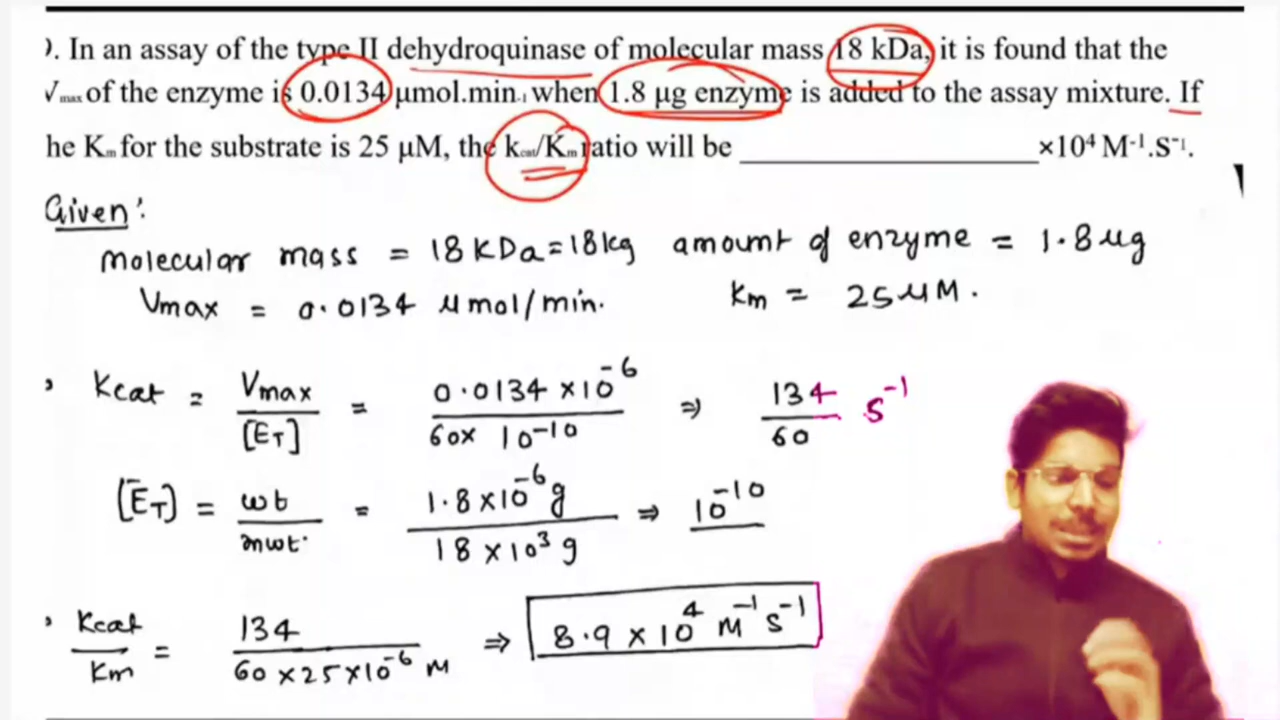 ). In an assay of the type II dehydroquinase of molecular mass 18 kDa, it is found that the
Vmax of the enzyme is 0.0134 μmol.min-1 when 1.8 μg enzyme is added to the assay mixture. If
he Km for the substrate is 25 μM, the kcat/Km ratio will be ____________ ×10⁴ M⁻¹.S⁻¹.
Given:
molecular mass = 18 KDa = 18kg amount of enzyme = 1.8 μg
Vmax = 0.0134 μmol/min. Km = 25 μM.
Kcat = Vmax / [ET] = 0.0134 × 10⁻⁶ / 60 × 10⁻¹⁰ ⇒ 134 / 60 s⁻¹
[ET] = wt / mwt. = 1.8 × 10⁻⁶ g / 18 × 10³ g ⇒ 10⁻¹⁰
Kcat / Km = 134 / 60 × 25 × 10⁻⁶ M ⇒ 8.9 × 10⁴ M⁻¹ s⁻¹